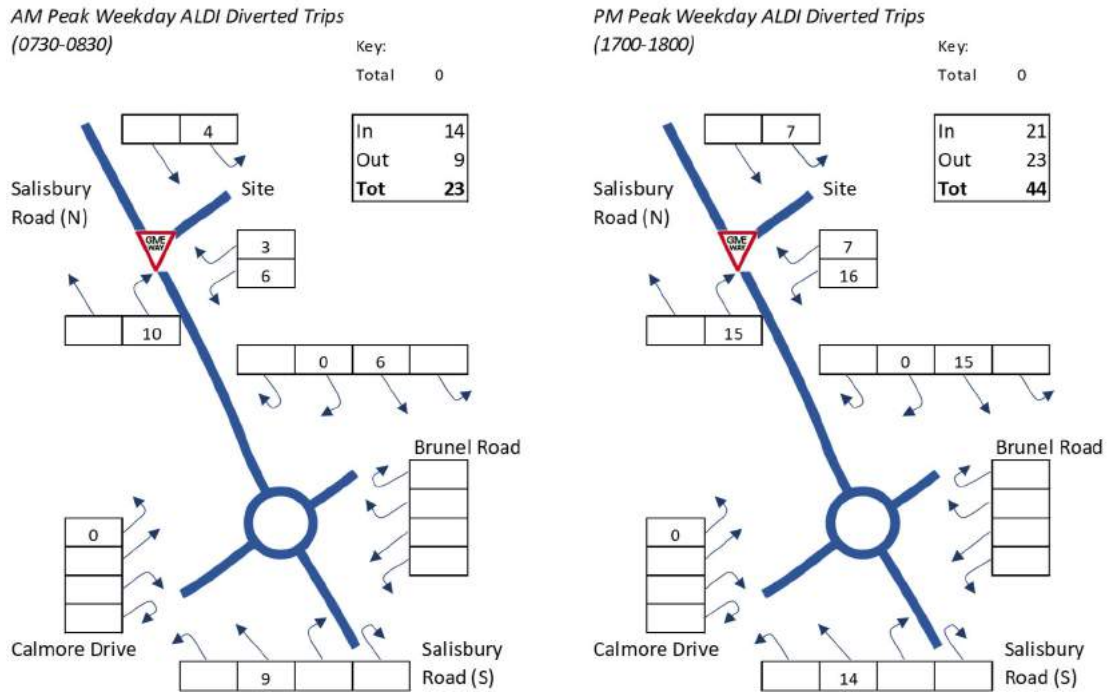 AM Peak Weekday ALDI Diverted Trips
(0730-0830)
Key:
Total 0
4
In 14
Out 9
Tot 23
Salisbury
Road (N)
Site
GIVE
WAY
3
6
10
0 6
Brunel Road
0
Calmore Drive
9
Salisbury
Road (S)
PM Peak Weekday ALDI Diverted Trips
(1700-1800)
Key:
Total 0
7
In 21
Out 23
Tot 44
Salisbury
Road (N)
Site
GIVE
WAY
7
16
15
0 15
Brunel Road
0
Calmore Drive
14
Salisbury
Road (S)